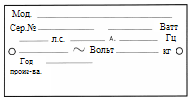 Мод.
Сер.№ Ватт
л.с. А. Гц
~ Вольт кг
Год
произ-ва.